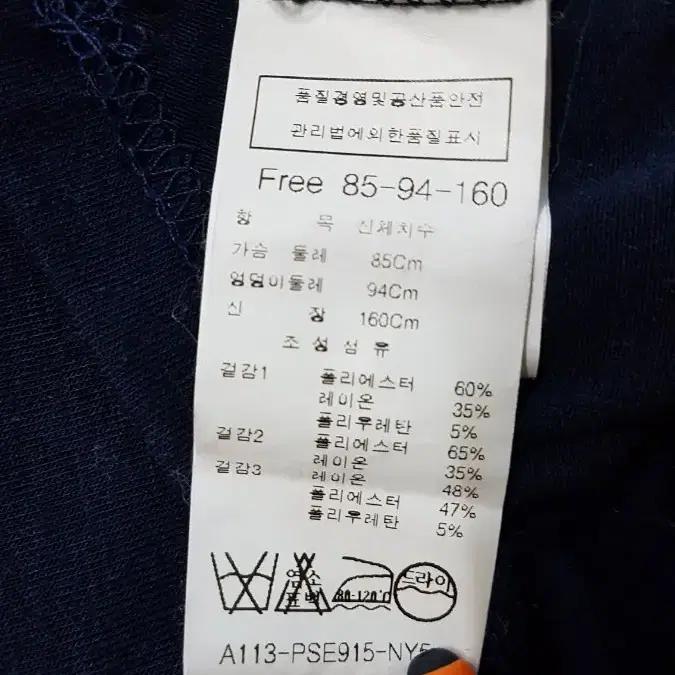 품질경영및공산품안전
관리법에의한품질표시
Free 85-94-160
항 목 신체치수
가슴 둘레 85Cm
엉덩이둘레 94Cm
신 장 160Cm
조 성 섬 유
겉감1 폴리에스터 60%
레이온 35%
폴리우레탄 5%
겉감2 폴리에스터 65%
레이온 35%
겉감3 레이온 48%
폴리에스터 47%
폴리우레탄 5%
염소
표백
80-120℃
드라이
A113-PSE915-NY